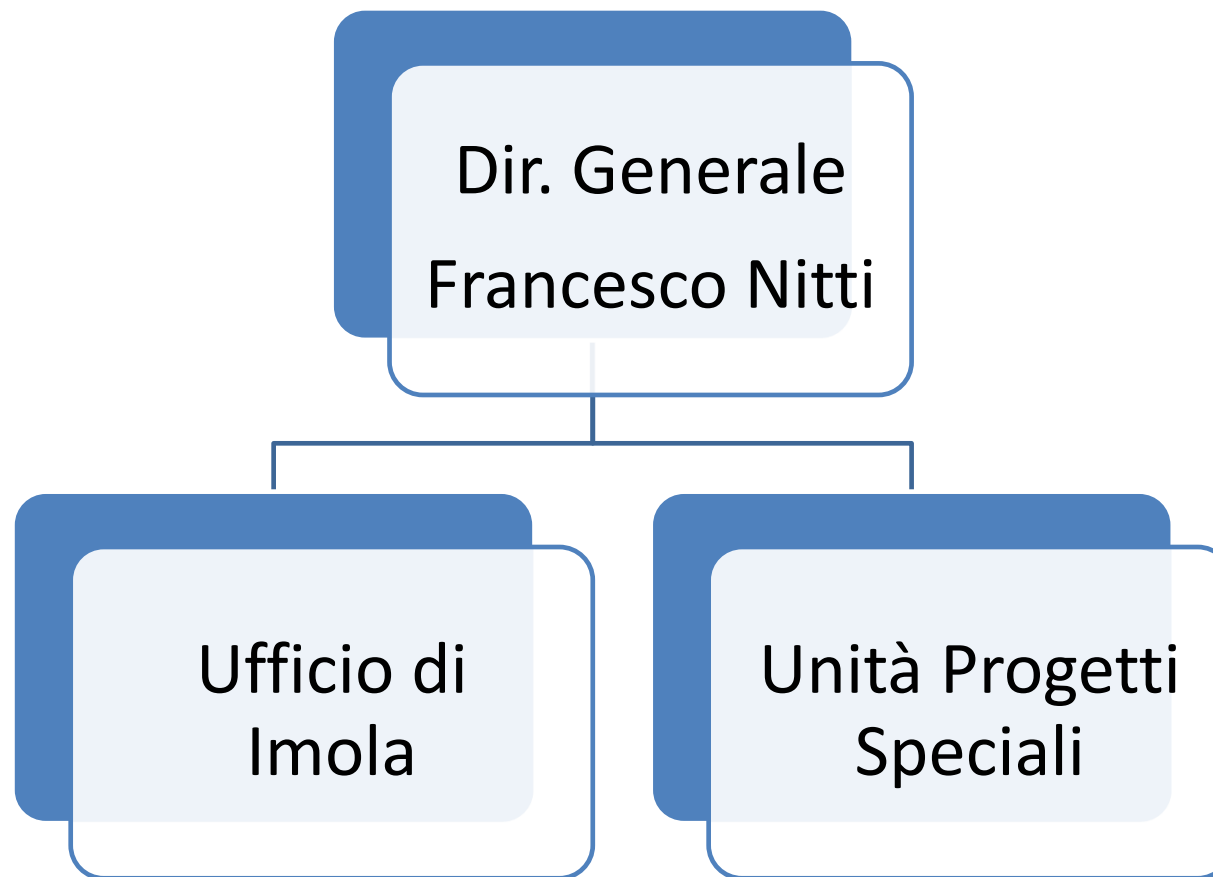 Dir. Generale
Francesco Nitti
Ufficio di
Imola
Unità Progetti
Speciali